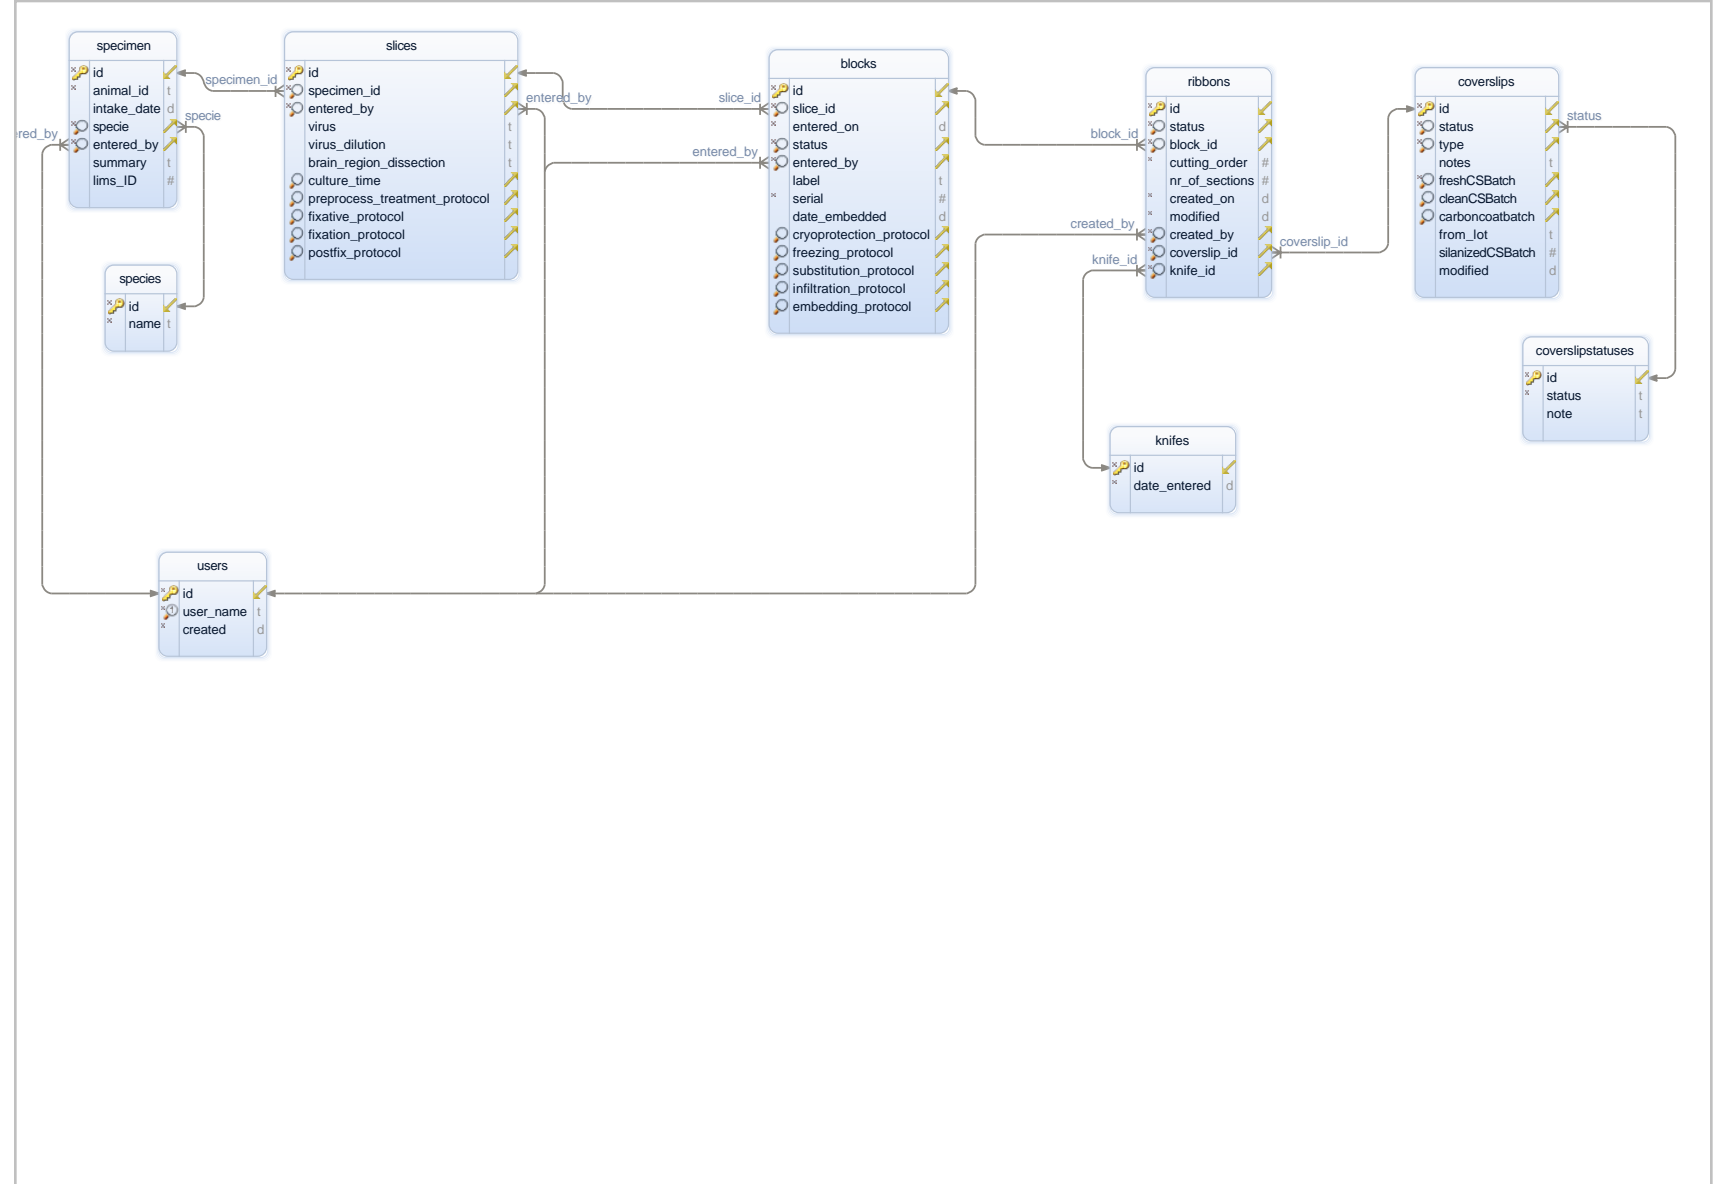 specimen
id
animal_id t
intake_date d
specie
entered_by
summary t
lims_ID #
specimen_id
specie
ered_by
species
id
name t
slices
id
specimen_id
entered_by
virus t
virus_dilution t
brain_region_dissection t
culture_time
preprocess_treatment_protocol
fixative_protocol
fixation_protocol
postfix_protocol
entered_by
slice_id
entered_by
blocks
id
slice_id
entered_on d
status
entered_by
label t
serial #
date_embedded d
cryoprotection_protocol
freezing_protocol
substitution_protocol
infiltration_protocol
embedding_protocol
block_id
created_by
knife_id
ribbons
id
status
block_id
cutting_order #
nr_of_sections #
created_on d
modified d
created_by
coverslip_id
knife_id
coverslip_id
coverslips
id
status
type
notes t
freshCSBatch
cleanCSBatch
carboncoatbatch
from_lot t
silanizedCSBatch #
modified d
status
coverslipstatuses
id
status t
note t
knifes
id
date_entered d
users
id
user_name t
created d